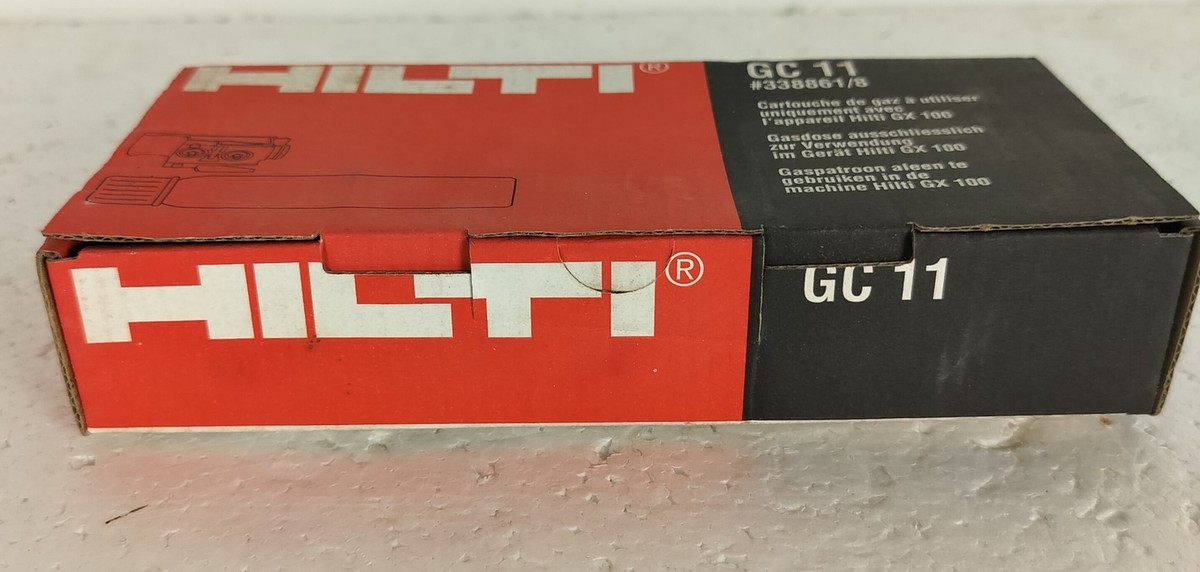 HILTI®
GC 11
#338861/8
Cartouche de gaz à utiliser
uniquement avec
l'appareil Hilti GX 100
Gasdose ausschliesslich
zur Verwendung
im Gerät Hilti GX 100
Gaspatroon aleen te
gebruiken in de
machine Hilti GX 100
HILTI®
GC 11